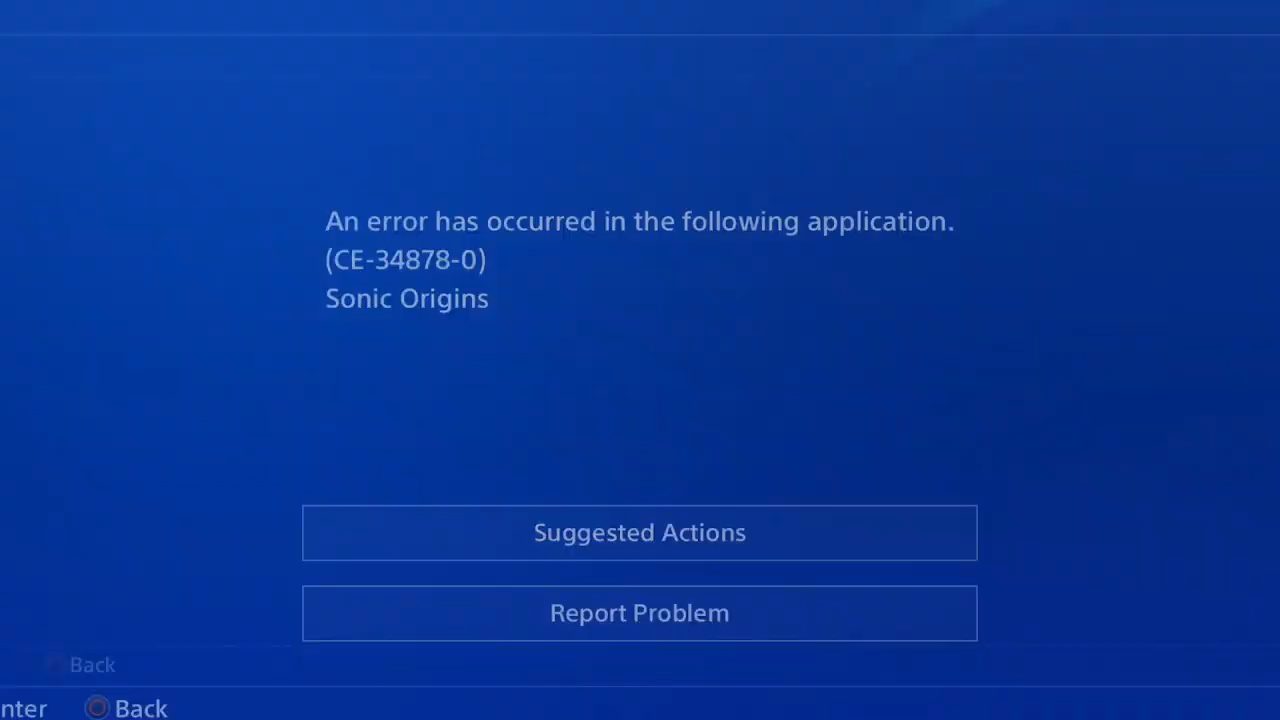 An error has occurred in the following application.
(CE-34878-0)
Sonic Origins
Suggested Actions
Report Problem
Back
nter Back